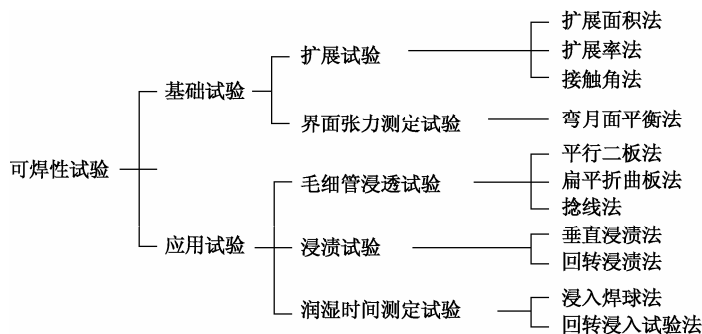 可焊性试验
基础试验
扩展试验
扩展面积法
扩展率法
接触角法
界面张力测定试验
弯月面平衡法
应用试验
毛细管浸透试验
平行二板法
扁平折曲板法
捻线法
浸渍试验
垂直浸渍法
回转浸渍法
润湿时间测定试验
浸入焊球法
回转浸入试验法